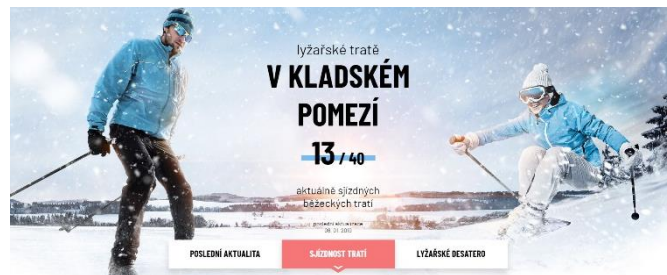 lyžařské tratě
V KLADSKÉM
POMEZÍ
13 / 40
aktuálně sjízdných
běžeckých tratí
POSLEDNÍ AKTUALITA
SJÍZDNOST TRATÍ
LYŽAŘSKÉ DESATERO